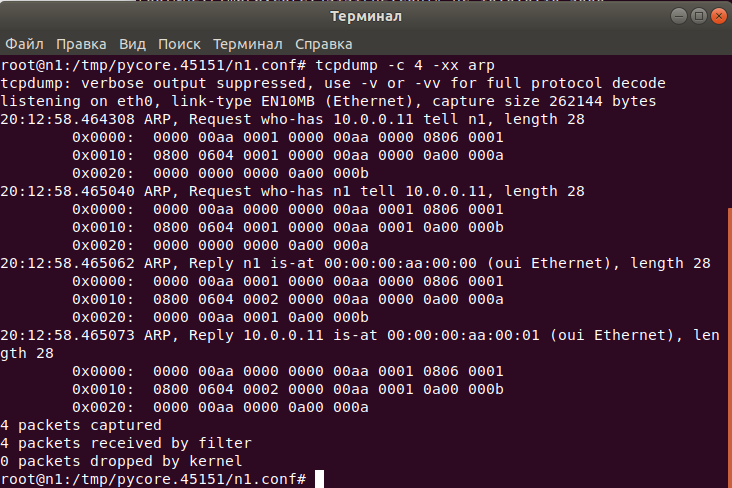 Терминал
Файл Правка Вид Поиск Терминал Справка
root@n1:/tmp/pycore.45151/n1.conf# tcpdump -c 4 -xx arp
tcpdump: verbose output suppressed, use -v or -vv for full protocol decode
listening on eth0, link-type EN10MB (Ethernet), capture size 262144 bytes
20:12:58.464308 ARP, Request who-has 10.0.0.11 tell n1, length 28
0x0000:  0000 00aa 0001 0000 00aa 0000 0806 0001
0x0010:  0800 0604 0001 0000 00aa 0000 0a00 000a
0x0020:  0000 0000 0000 0a00 000b
20:12:58.465040 ARP, Request who-has n1 tell 10.0.0.11, length 28
0x0000:  0000 00aa 0000 0000 00aa 0001 0806 0001
0x0010:  0800 0604 0001 0000 00aa 0001 0a00 000b
0x0020:  0000 0000 0000 0a00 000a
20:12:58.465062 ARP, Reply n1 is-at 00:00:00:aa:00:00 (oui Ethernet), length 28
0x0000:  0000 00aa 0001 0000 00aa 0000 0806 0001
0x0010:  0800 0604 0002 0000 00aa 0000 0a00 000a
0x0020:  0000 00aa 0001 0a00 000b
20:12:58.465073 ARP, Reply 10.0.0.11 is-at 00:00:00:aa:00:01 (oui Ethernet), len
gth 28
0x0000:  0000 00aa 0000 0000 00aa 0001 0806 0001
0x0010:  0800 0604 0002 0000 00aa 0001 0a00 000b
0x0020:  0000 00aa 0000 0a00 000a
4 packets captured
4 packets received by filter
0 packets dropped by kernel
root@n1:/tmp/pycore.45151/n1.conf#